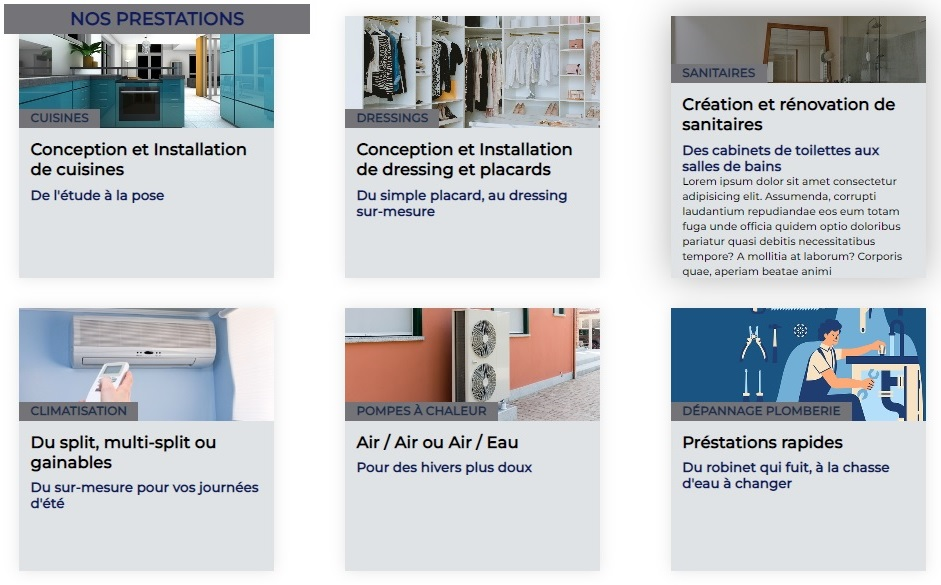 NOS PRESTATIONS
CUISINES
Conception et Installation
de cuisines
De l'étude à la pose
DRESSINGS
Conception et Installation
de dressing et placards
Du simple placard, au dressing
sur-mesure
SANITAIRES
Création et rénovation de
sanitaires
Des cabinets de toilettes aux
salles de bains
Lorem ipsum dolor sit amet consectetur
adipisicing elit. Assumenda, corrupti
laudantium repudiandae eos eum totam
fuga unde officia quidem optio doloribus
pariatur quasi debitis necessitatibus
tempore? A mollitia at laborum? Corporis
quae, aperiam beatae animi
CLIMATISATION
Du split, multi-split ou
gainables
Du sur-mesure pour vos journées
d'été
POMPES À CHALEUR
Air / Air ou Air / Eau
Pour des hivers plus doux
DÉPANNAGE PLOMBERIE
Préstations rapides
Du robinet qui fuit, à la chasse
d'eau à changer